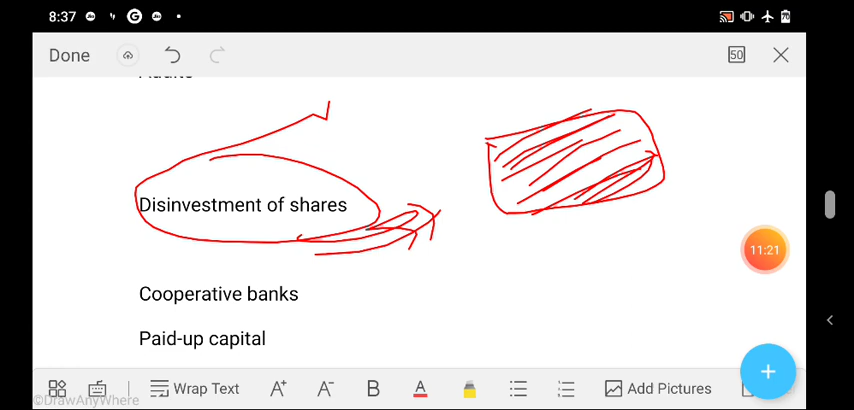 8:37
70
Done
50
Disinvestment of shares
11:21
Cooperative banks
Paid-up capital
Wrap Text A+ A- B A Add Pictures
©DrawAnyWhere